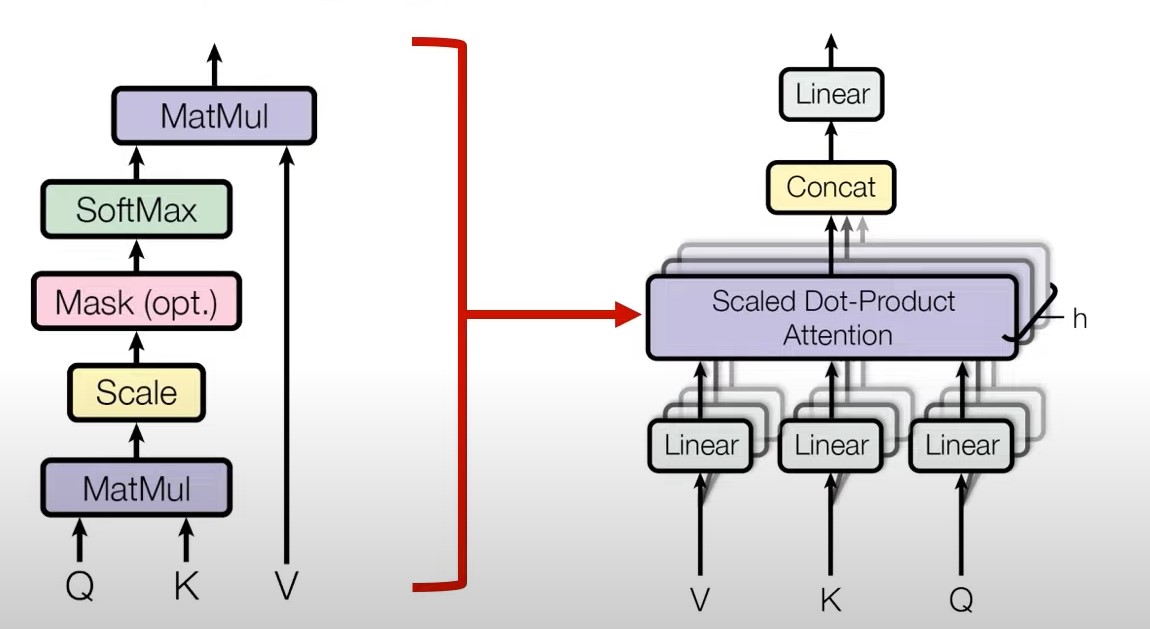 MatMul
SoftMax
Mask (opt.)
Scale
MatMul
Q K V
Linear
Concat
Scaled Dot-Product
Attention
h
Linear Linear Linear
V K Q